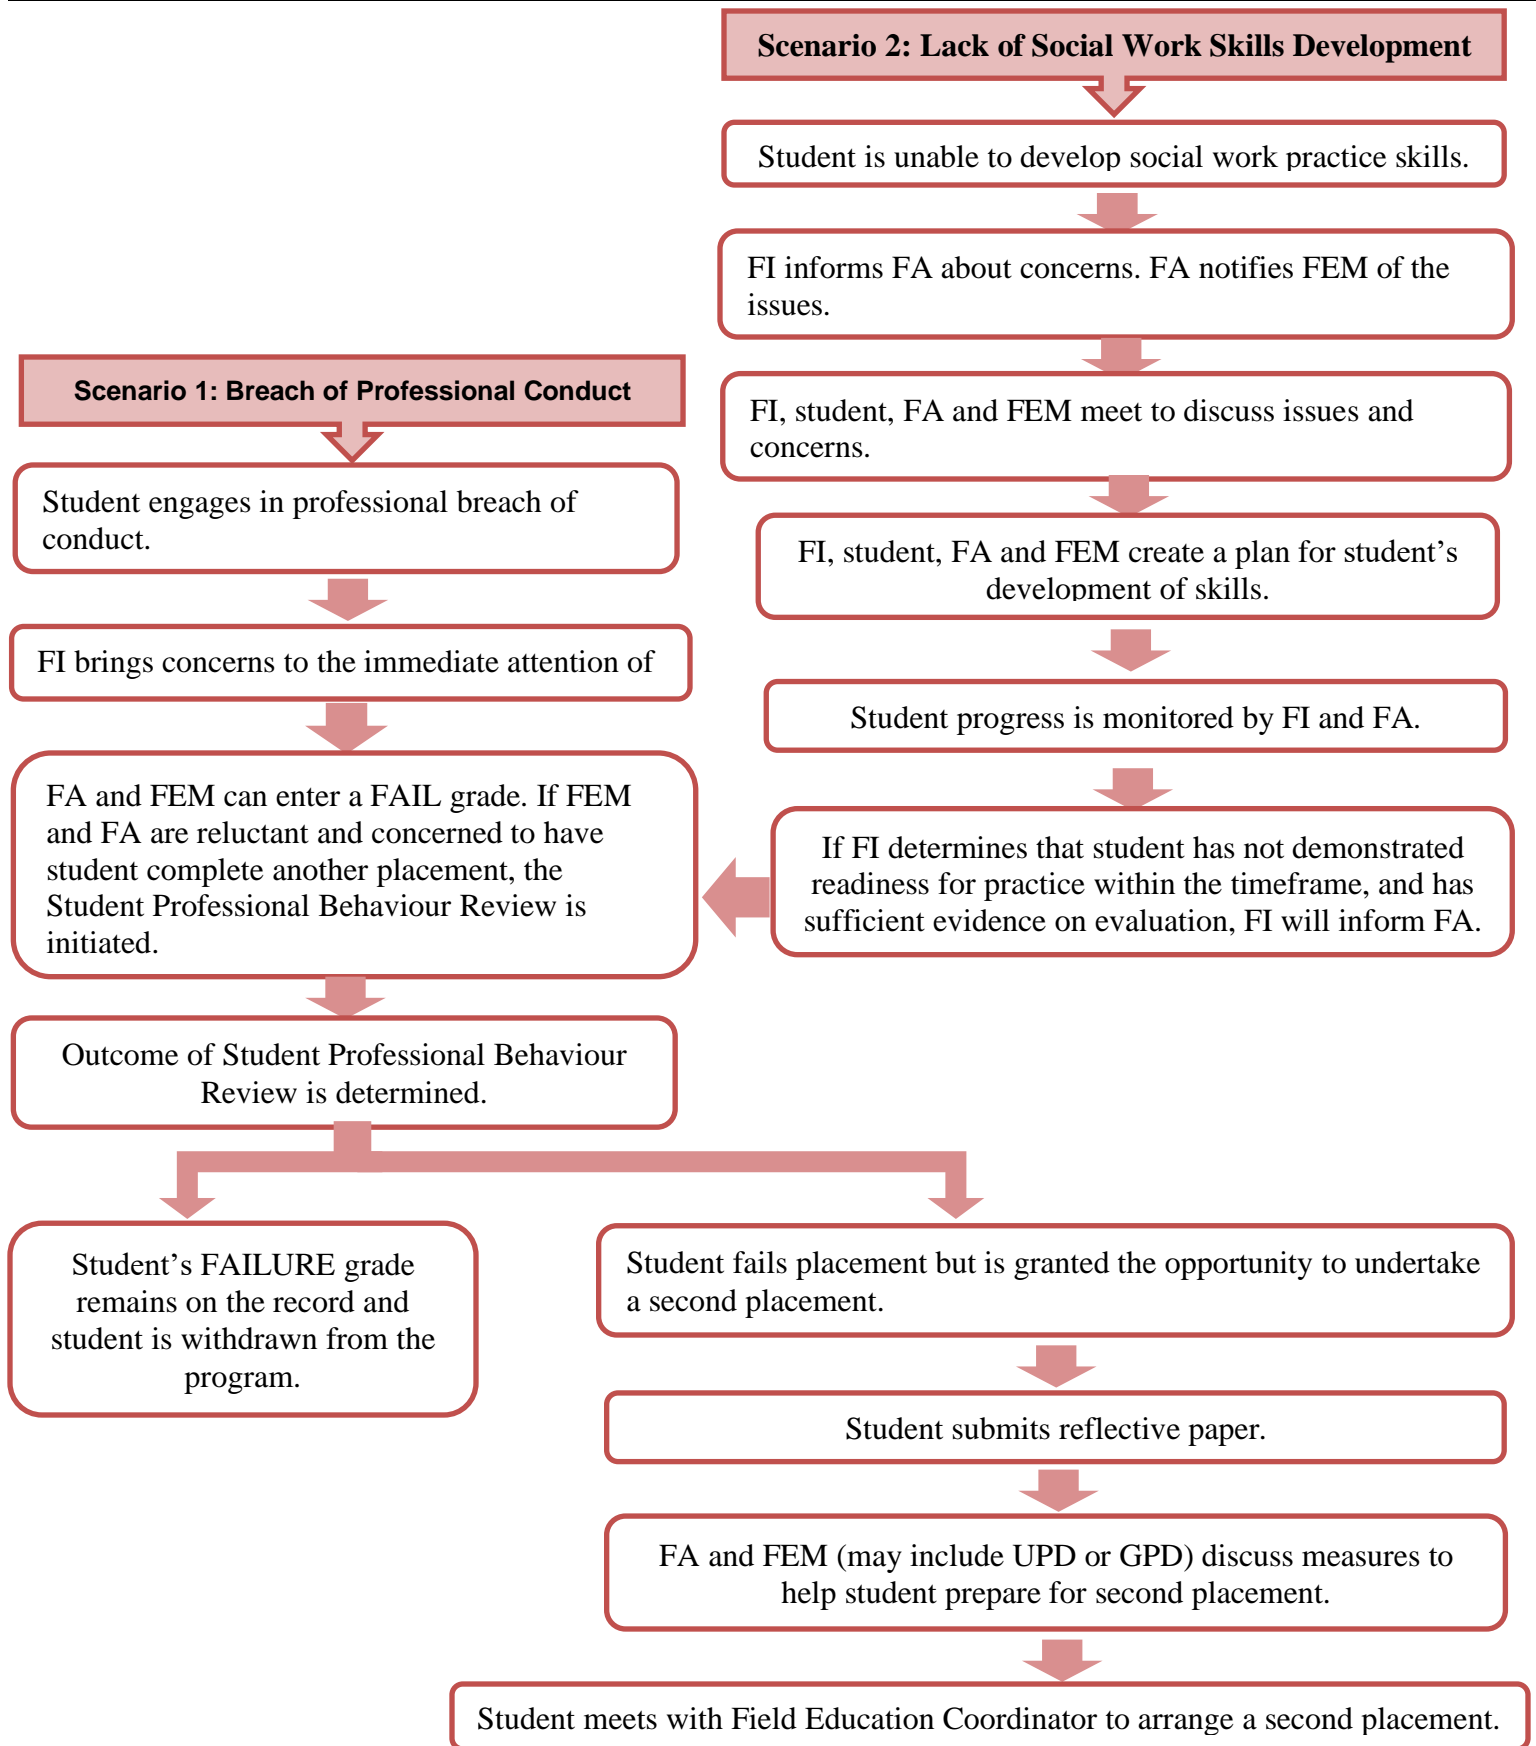 Scenario 2: Lack of Social Work Skills Development
Student is unable to develop social work practice skills.
FI informs FA about concerns. FA notifies FEM of the
issues.
FI, student, FA and FEM meet to discuss issues and
concerns.
FI, student, FA and FEM create a plan for student’s
development of skills.
Student progress is monitored by FI and FA.
If FI determines that student has not demonstrated
readiness for practice within the timeframe, and has
sufficient evidence on evaluation, FI will inform FA.
Scenario 1: Breach of Professional Conduct
Student engages in professional breach of
conduct.
FI brings concerns to the immediate attention of
FA and FEM can enter a FAIL grade. If FEM
and FA are reluctant and concerned to have
student complete another placement, the
Student Professional Behaviour Review is
initiated.
Outcome of Student Professional Behaviour
Review is determined.
Student’s FAILURE grade
remains on the record and
student is withdrawn from the
program.
Student fails placement but is granted the opportunity to undertake
a second placement.
Student submits reflective paper.
FA and FEM (may include UPD or GPD) discuss measures to
help student prepare for second placement.
Student meets with Field Education Coordinator to arrange a second placement.